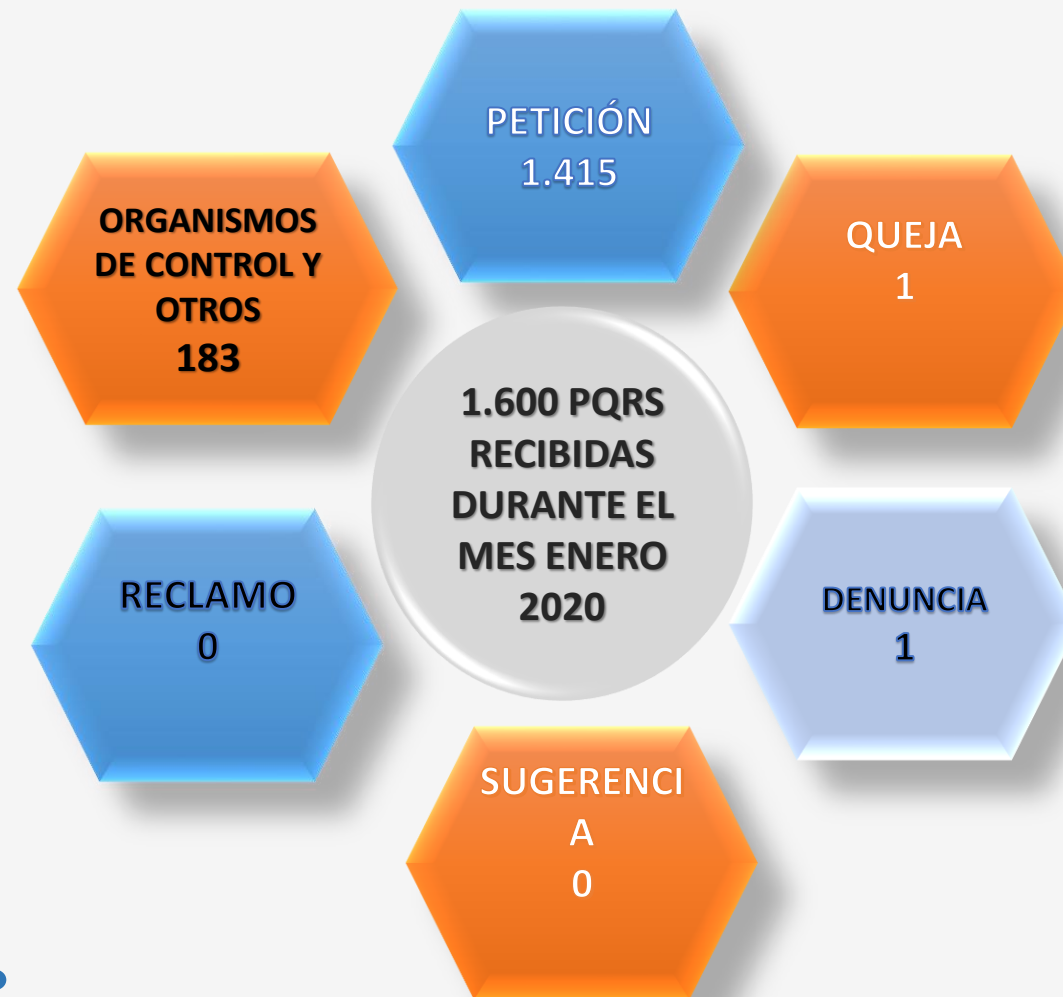 PETICIÓN
1.415
ORGANISMOS
DE CONTROL Y
OTROS
183
QUEJA
1
1.600 PQRS
RECIBIDAS
DURANTE EL
MES ENERO
2020
RECLAMO
0
DENUNCIA
1
SUGERENCI
A
0